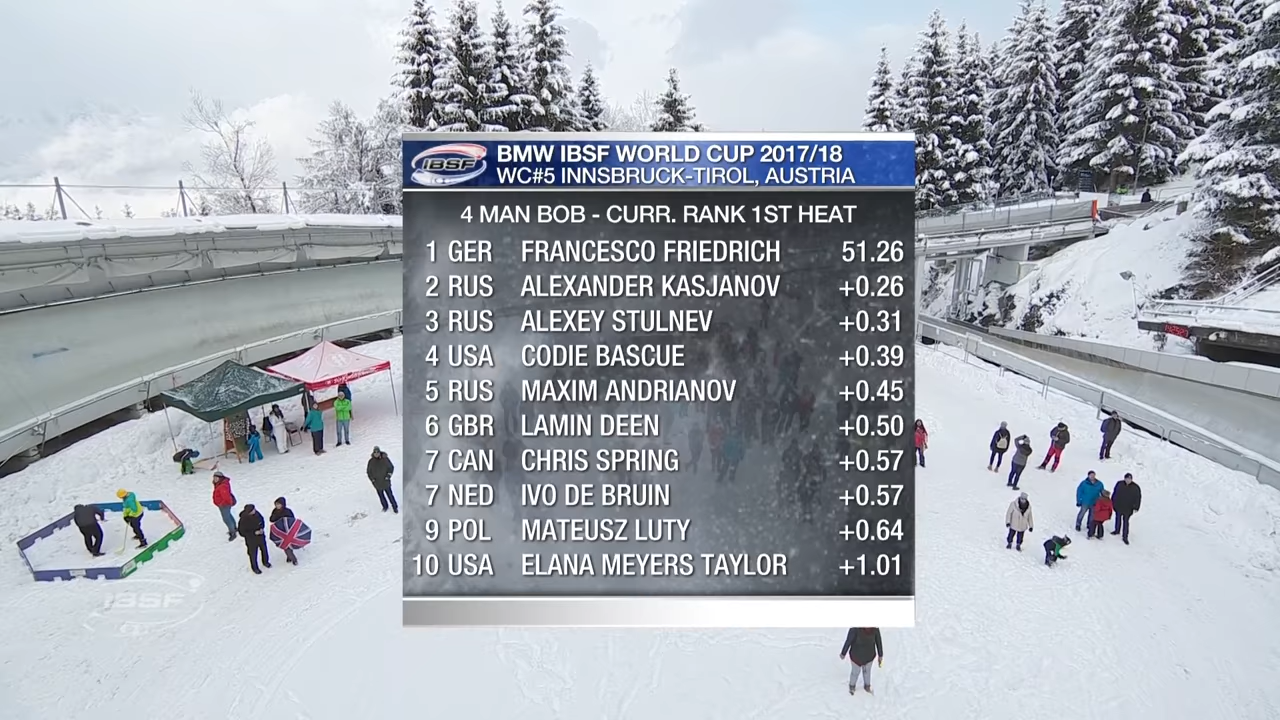 IBSF
BMW IBSF WORLD CUP 2017/18
WC#5 INNSBRUCK-TIROL, AUSTRIA
4 MAN BOB - CURR. RANK 1ST HEAT
1 GER FRANCESCO FRIEDRICH 51.26
2 RUS ALEXANDER KASJANOV +0.26
3 RUS ALEXEY STULNEV +0.31
4 USA CODIE BASCUE +0.39
5 RUS MAXIM ANDRIANOV +0.45
6 GBR LAMIN DEEN +0.50
7 CAN CHRIS SPRING +0.57
7 NED IVO DE BRUIN +0.57
9 POL MATEUSZ LUTY +0.64
10 USA ELANA MEYERS TAYLOR +1.01
IBSF